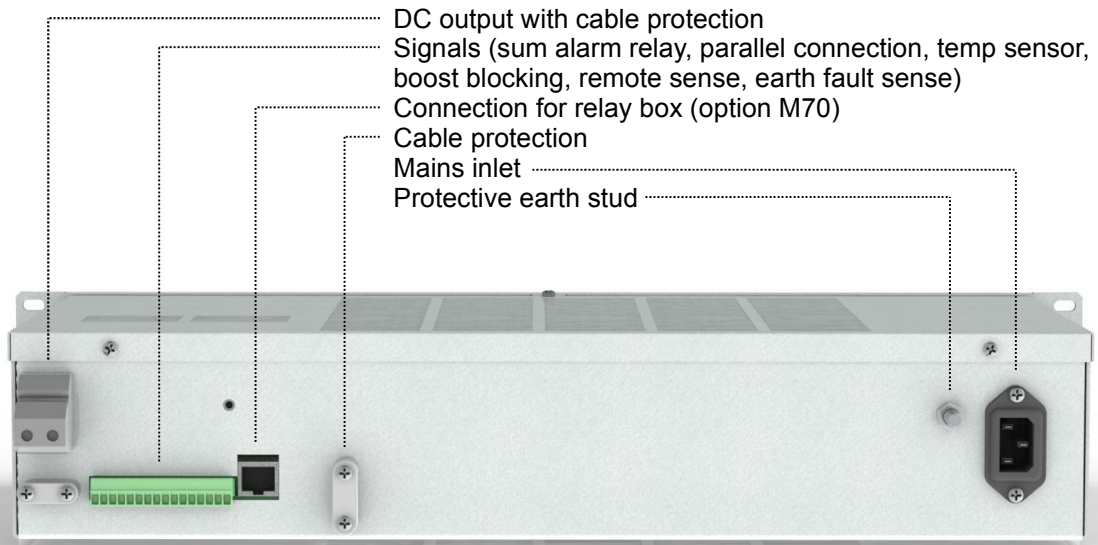 DC output with cable protection
Signals (sum alarm relay, parallel connection, temp sensor,
boost blocking, remote sense, earth fault sense)
Connection for relay box (option M70)
Cable protection
Mains inlet
Protective earth stud